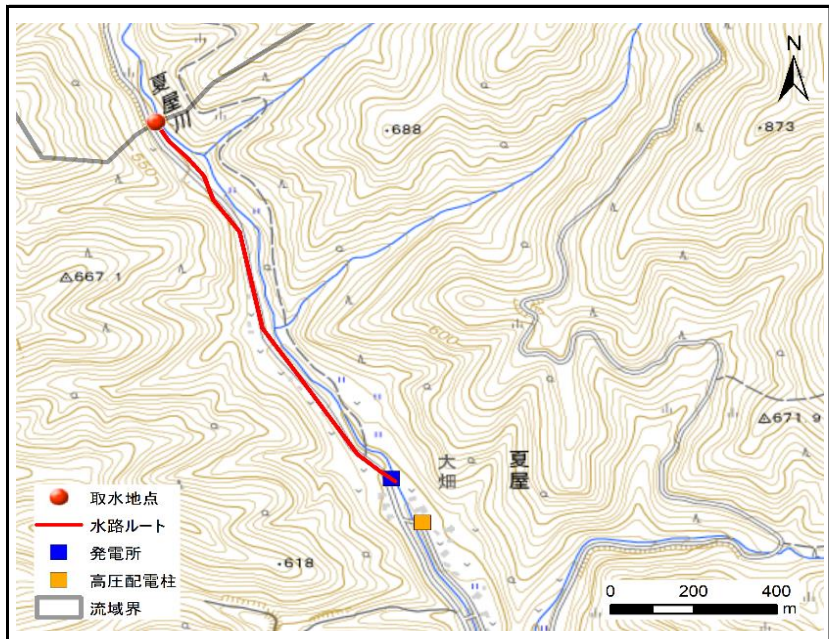 N
夏屋川
688
873
550
667.1
600
671.9
大畑
夏屋
618
取水地点
水路ルート
発電所
高圧配電柱
流域界
0 200 400
m